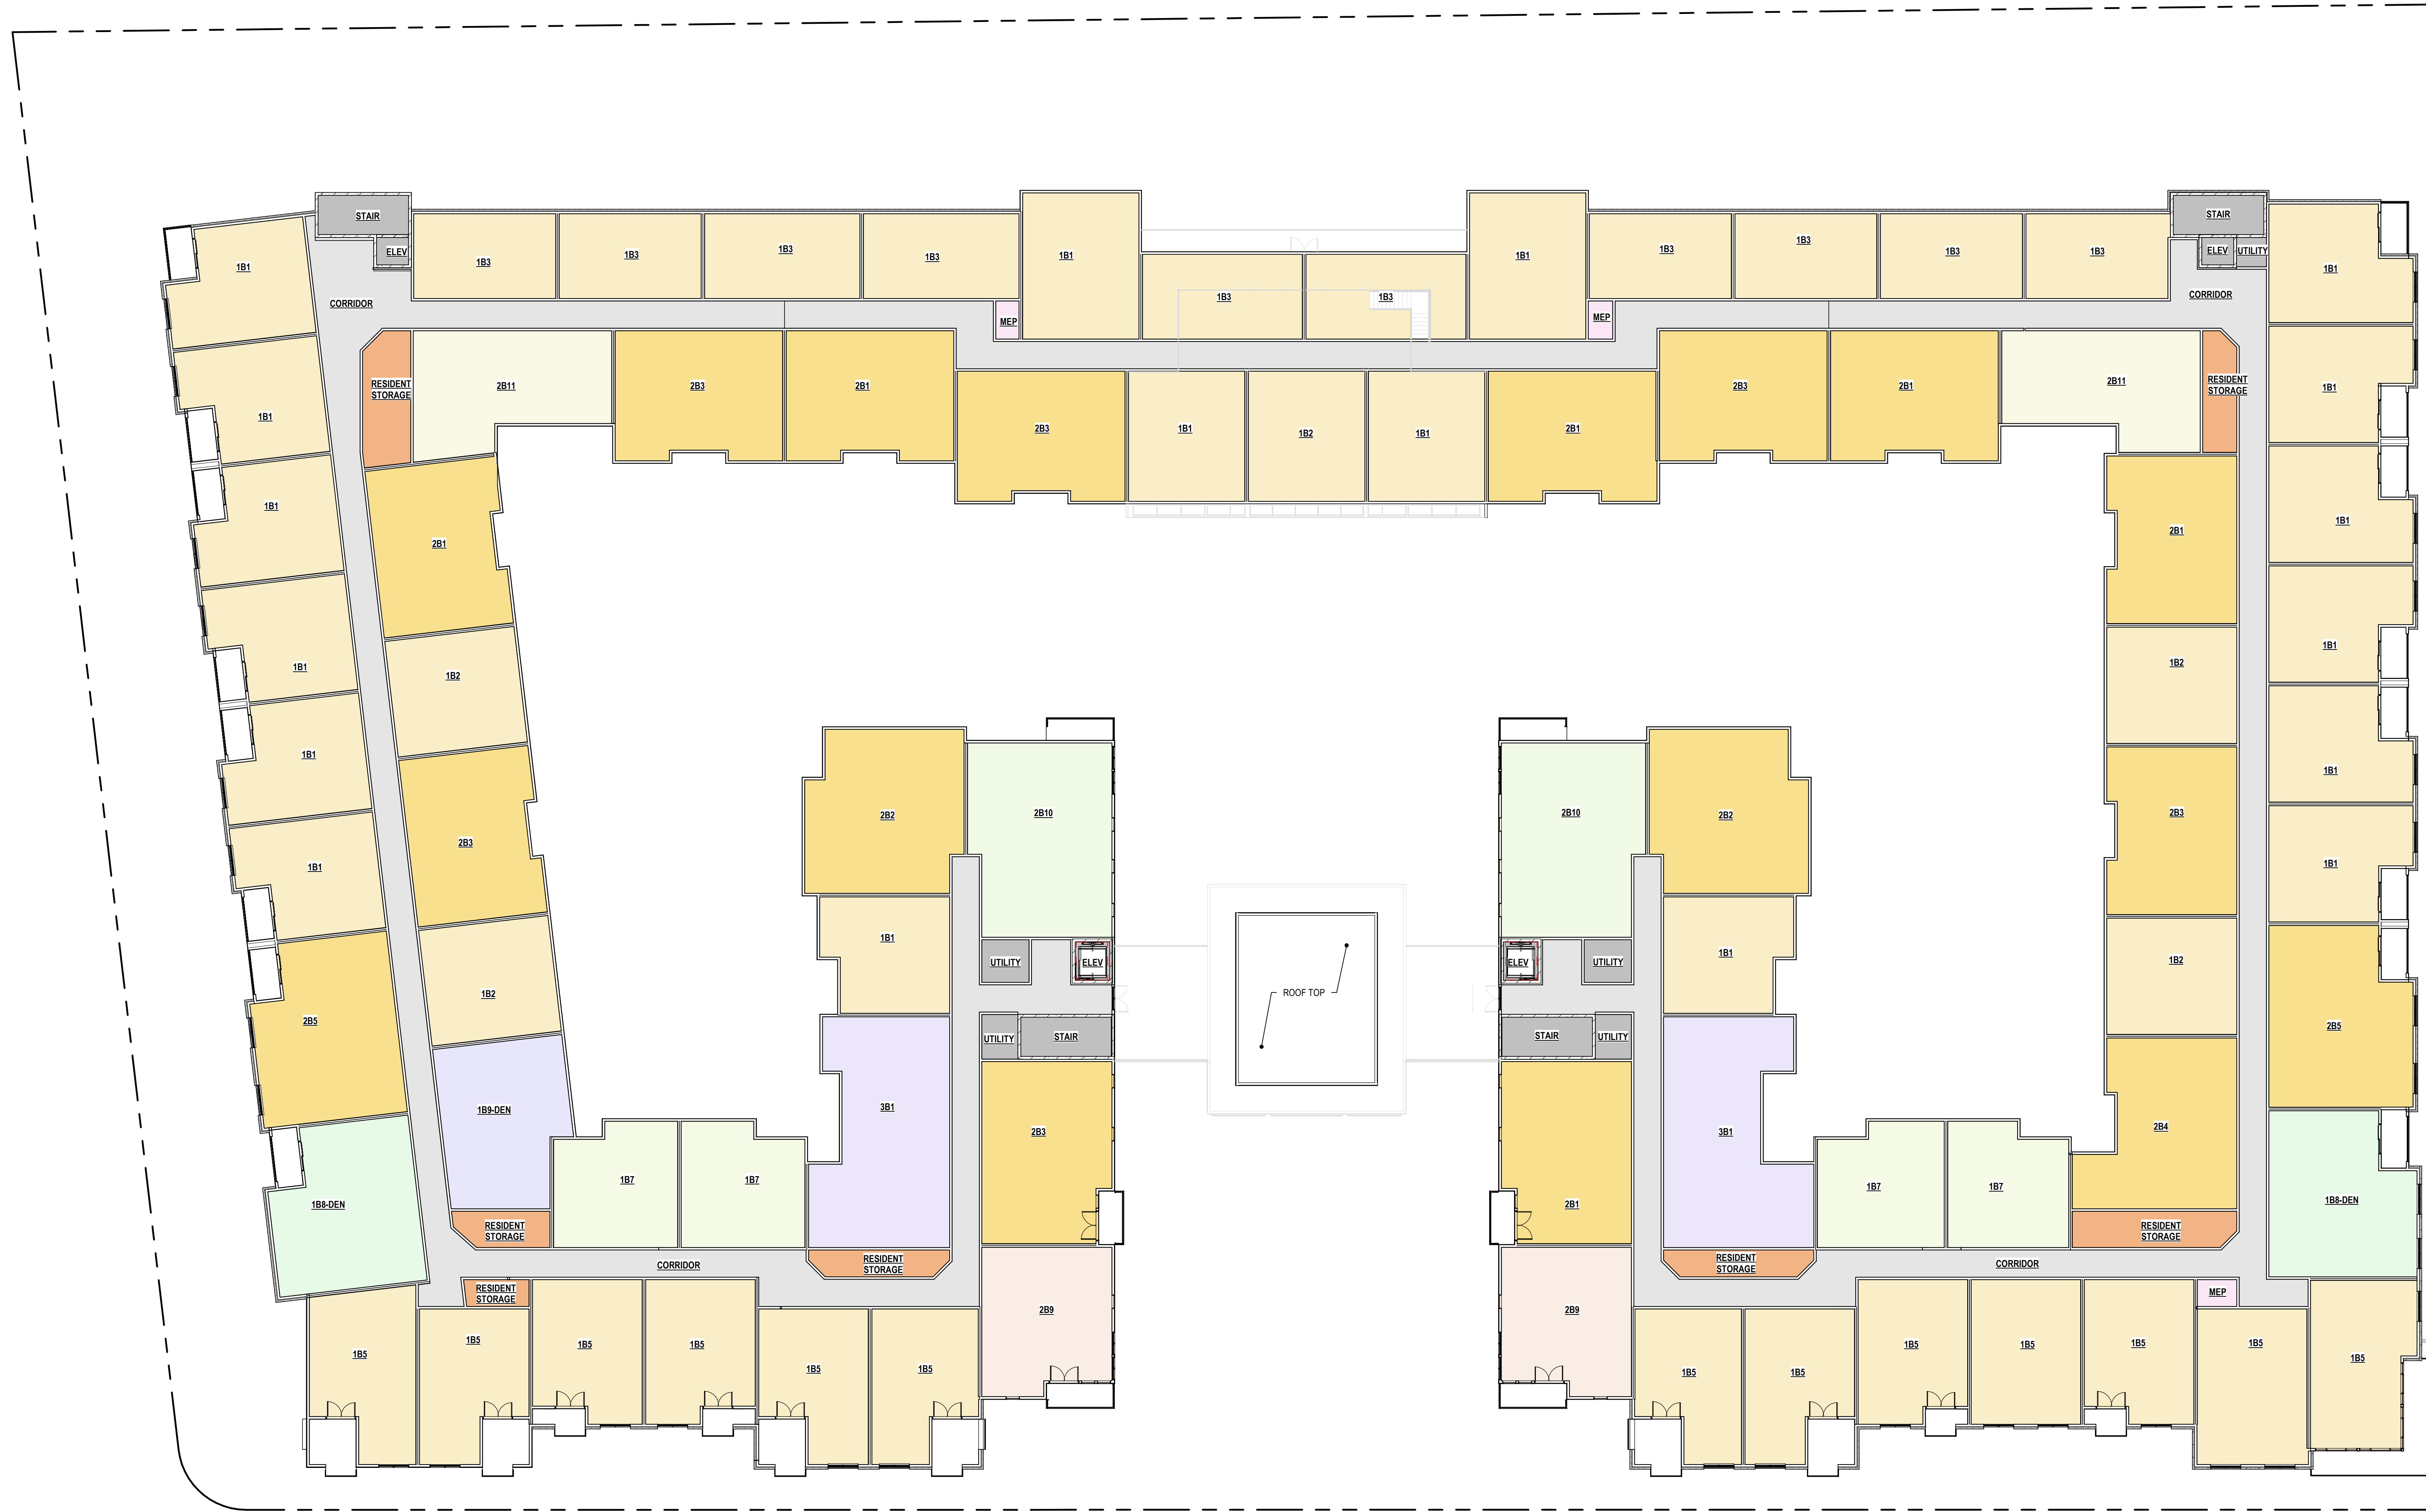 STAIR
STAIR
ELEV
ELEV
UTILITY
1B1
1B3
1B3
1B3
1B3
1B1
1B1
1B3
1B3
1B3
1B3
1B1
CORRIDOR
1B3
1B3
CORRIDOR
MEP
MEP
1B1
RESIDENT
STORAGE
2B11
2B3
2B1
2B3
2B1
2B11
RESIDENT
STORAGE
1B1
2B3
1B1
1B2
1B1
2B1
1B1
2B1
2B1
1B1
1B1
1B2
1B2
1B1
1B1
1B1
2B3
2B3
1B1
1B1
2B2
2B10
2B10
2B2
1B1
1B1
1B2
1B2
UTILITY
ELEV
ELEV
UTILITY
ROOF TOP
2B5
2B5
UTILITY
STAIR
STAIR
UTILITY
1B9-DEN
3B1
2B3
3B1
2B4
1B8-DEN
1B7
1B7
2B1
1B7
1B7
1B8-DEN
RESIDENT
STORAGE
RESIDENT
STORAGE
CORRIDOR
RESIDENT
STORAGE
RESIDENT
STORAGE
CORRIDOR
RESIDENT
STORAGE
MEP
2B9
2B9
1B5
1B5
1B5
1B5
1B5
1B5
1B5
1B5
1B5
1B5
1B5
1B5
1B5